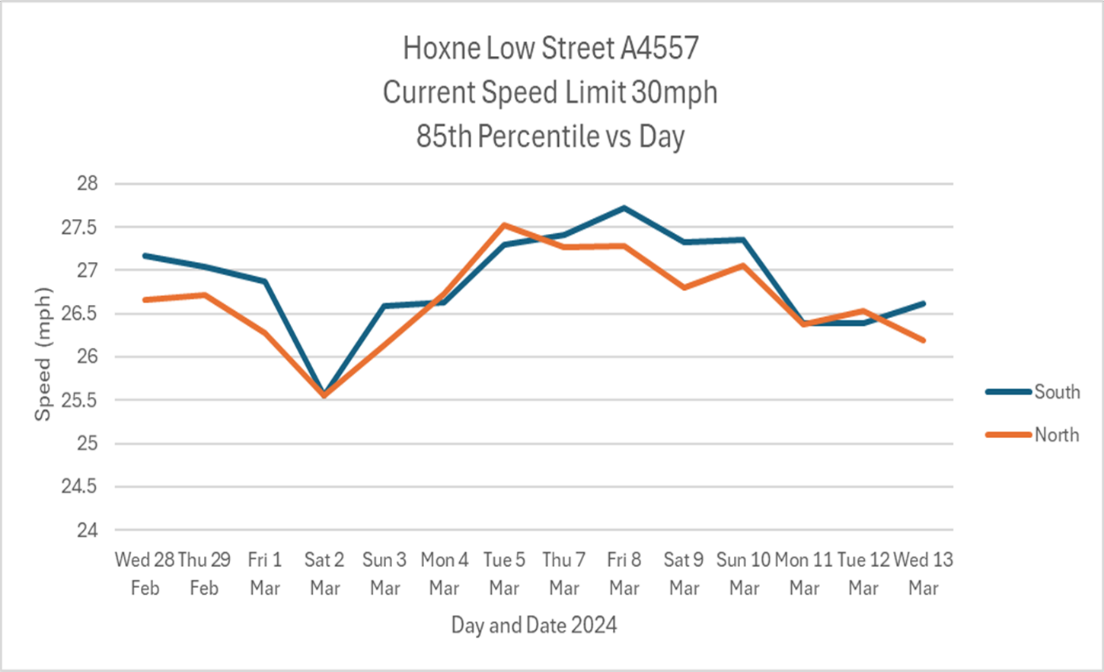 Hoxne Low Street A4557
Current Speed Limit 30mph
85th Percentile vs Day
28
27.5
27
26.5
26
25.5
25
24.5
24
Speed (mph)
South
North
Wed 28 Thu 29 Fri 1 Sat 2 Sun 3 Mon 4 Tue 5 Thu 7 Fri 8 Sat 9 Sun 10 Mon 11 Tue 12 Wed 13
Feb Feb Mar Mar Mar Mar Mar Mar Mar Mar Mar Mar Mar Mar
Day and Date 2024